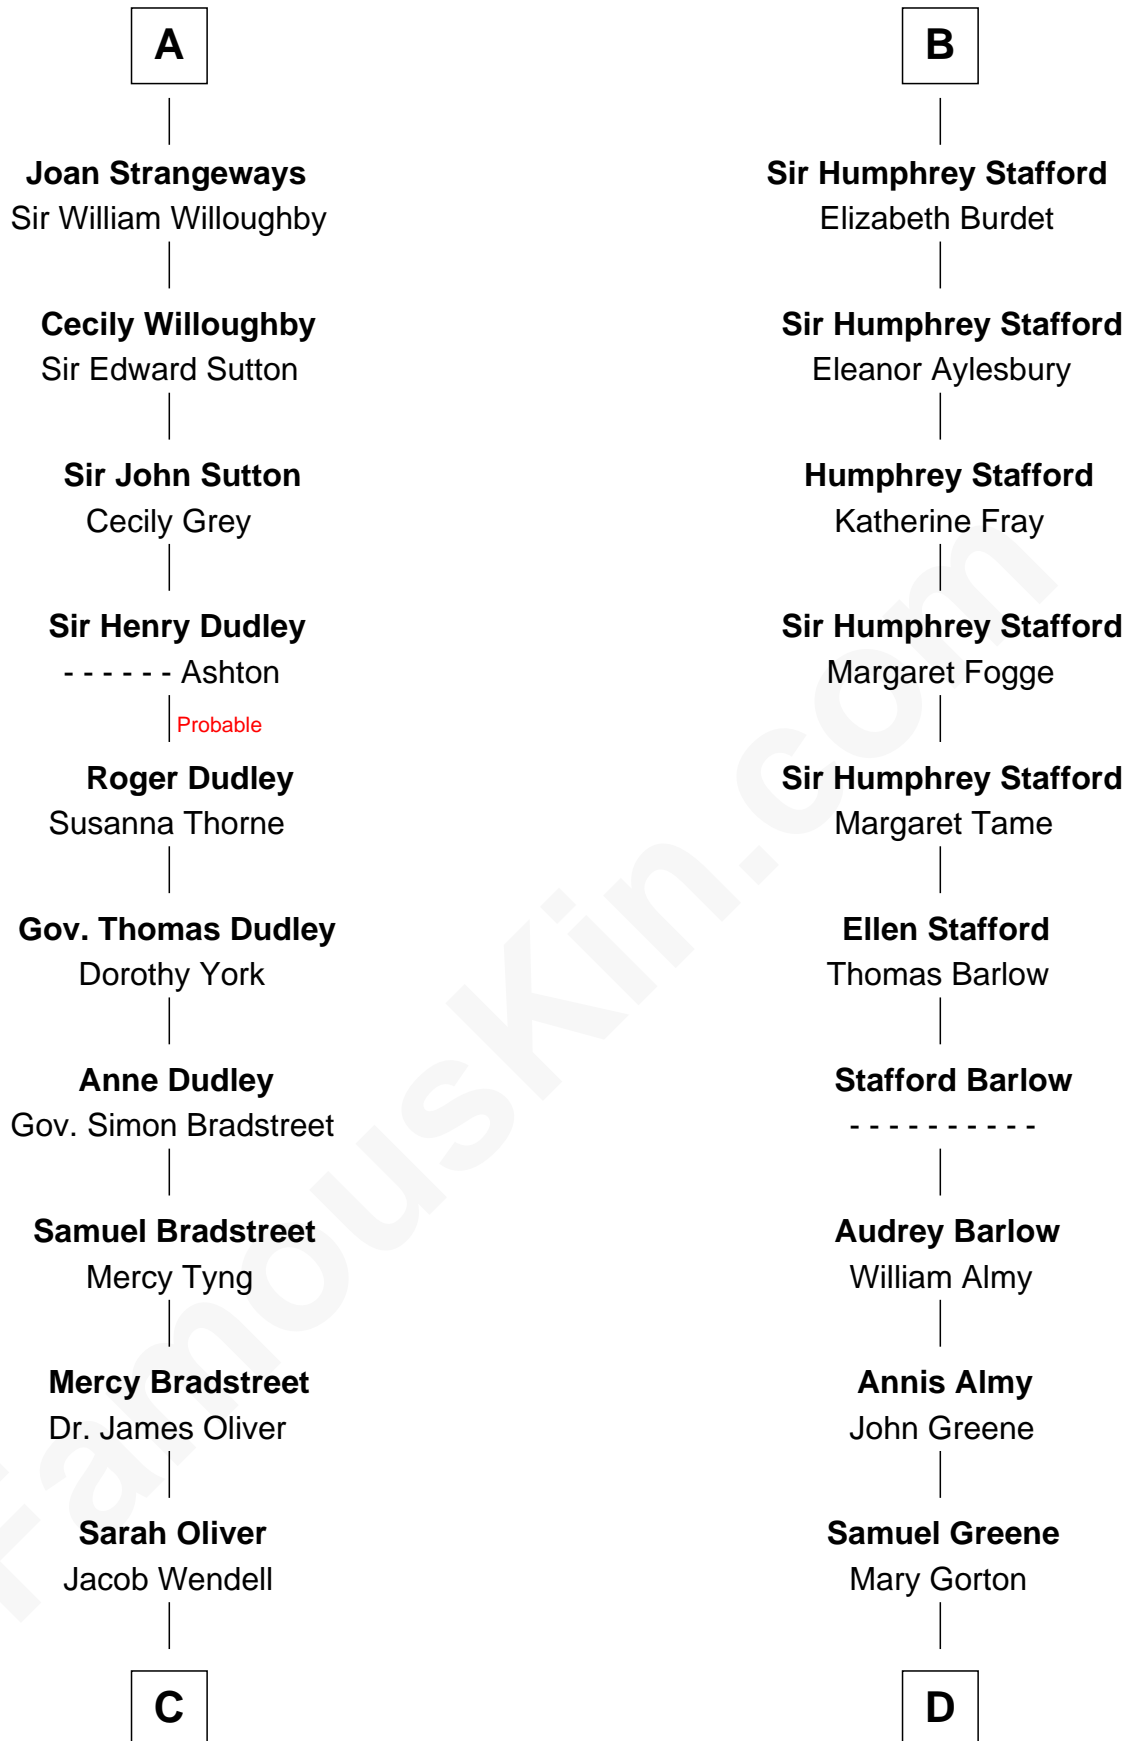 A
Joan Strangeways
Sir William Willoughby
Cecily Willoughby
Sir Edward Sutton
Sir John Sutton
Cecily Grey
Sir Henry Dudley
- - - - - - Ashton
Probable
Roger Dudley
Susanna Thorne
Gov. Thomas Dudley
Dorothy York
Anne Dudley
Gov. Simon Bradstreet
Samuel Bradstreet
Mercy Tyng
Mercy Bradstreet
Dr. James Oliver
Sarah Oliver
Jacob Wendell
C
B
Sir Humphrey Stafford
Elizabeth Burdet
Sir Humphrey Stafford
Eleanor Aylesbury
Humphrey Stafford
Katherine Fray
Sir Humphrey Stafford
Margaret Fogge
Sir Humphrey Stafford
Margaret Tame
Ellen Stafford
Thomas Barlow
Stafford Barlow
- - - - - - - - - -
Audrey Barlow
William Almy
Annis Almy
John Greene
Samuel Greene
Mary Gorton
D
FamousKin.com